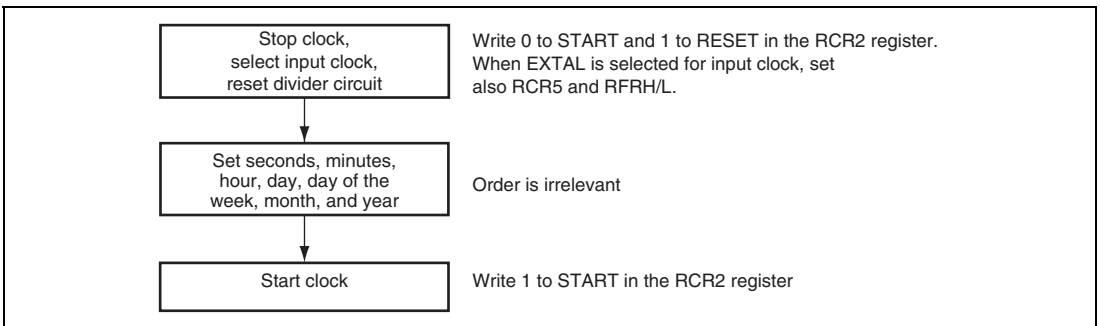 Stop clock,
select input clock,
reset divider circuit
Write 0 to START and 1 to RESET in the RCR2 register.
When EXTAL is selected for input clock, set
also RCR5 and RFRH/L.
Set seconds, minutes,
hour, day, day of the
week, month, and year
Order is irrelevant
Start clock
Write 1 to START in the RCR2 register